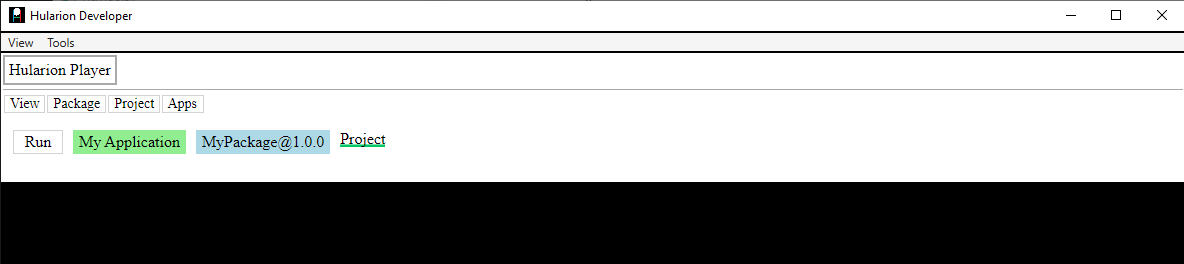 Hularion Developer
View Tools
Hularion Player
View Package Project Apps
Run My Application MyPackage@1.0.0 Project